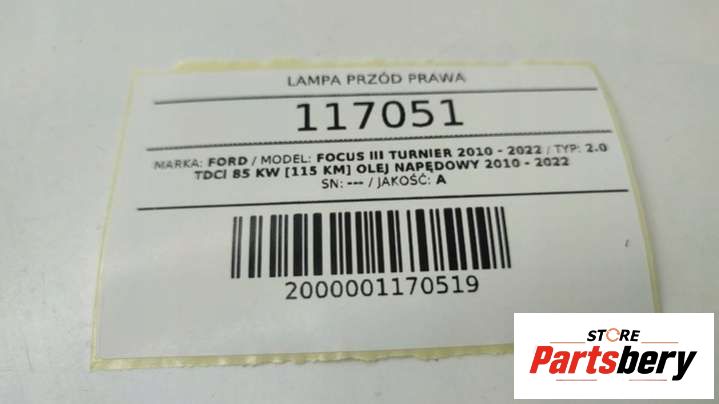 LAMPA PRZÓD PRAWA
117051
MARKA: FORD / MODEL: FOCUS III TURNIER 2010 - 2022 / TYP: 2.0
TDCI 85 KW [115 KM] OLEJ NAPĘDOWY 2010 - 2022
SN: --- / JAKOŚĆ: A
2000001170519
STORE
Partsbery